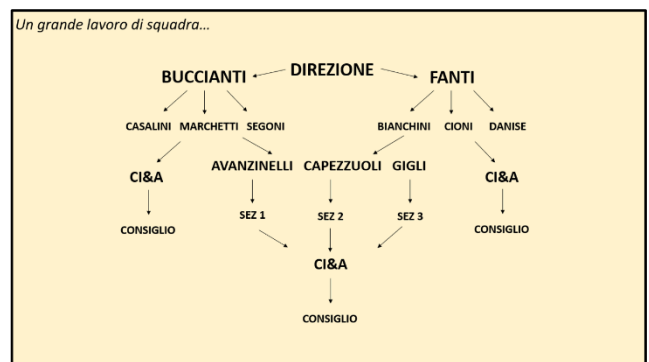 Un grande lavoro di squadra...
DIREZIONE
BUCCIANTI FANTI
CASALINI MARCHETTI SEGONI BIANCHINI CIONI DANISE
AVANZINELLI CAPEZZUOLI GIGLI
CI&A CI&A
SEZ 1 SEZ 2 SEZ 3
CONSIGLIO CONSIGLIO
CI&A
CONSIGLIO